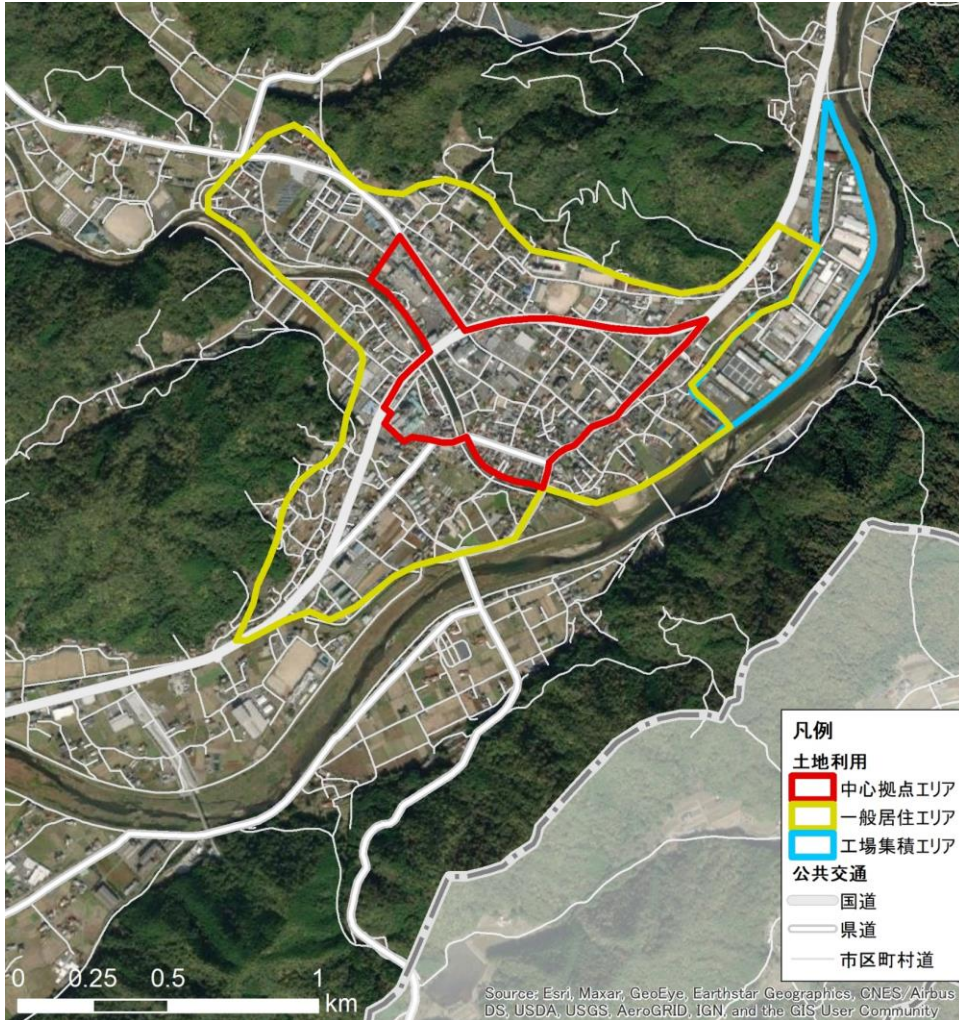 凡例
土地利用
中心拠点エリア
一般居住エリア
工場集積エリア
公共交通
国道
県道
市区町村道
0 0.25 0.5 1
km
Source: Esri, Maxar, GeoEye, Earthstar Geographics, CNES/Airbus
DS, USDA, USGS, AeroGRID, IGN, and the GIS User Community